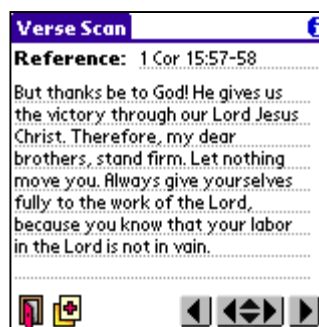 Verse Scan
Reference: 1 Cor 15:57-58
But thanks be to God! He gives us
the victory through our Lord Jesus
Christ. Therefore, my dear
brothers, stand firm. Let nothing
move you. Always give yourselves
fully to the work of the Lord,
because you know that your labor
in the Lord is not in vain.